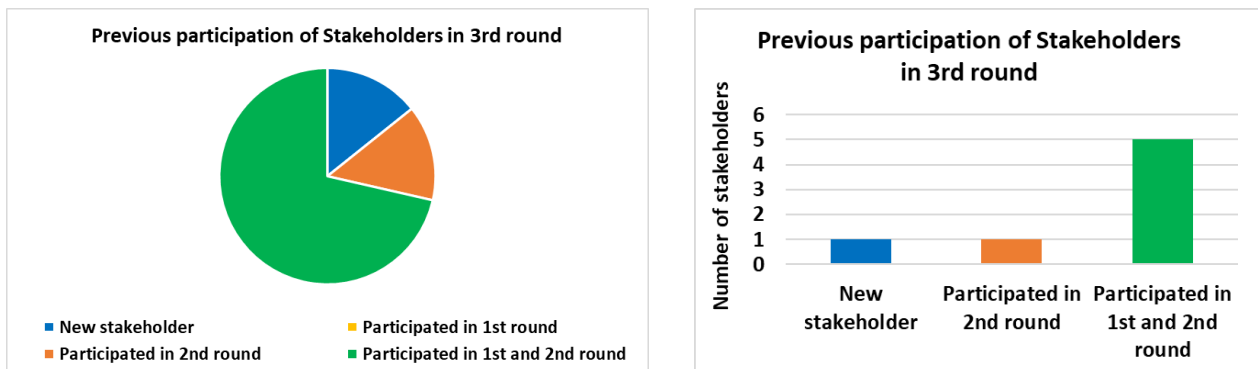 Previous participation of Stakeholders in 3rd round
New stakeholder
Participated in 1st round
Participated in 2nd round
Participated in 1st and 2nd round
Previous participation of Stakeholders
in 3rd round
Number of stakeholders
6
5
4
3
2
1
0
New
stakeholder
Participated in
2nd round
Participated in
1st and 2nd
round